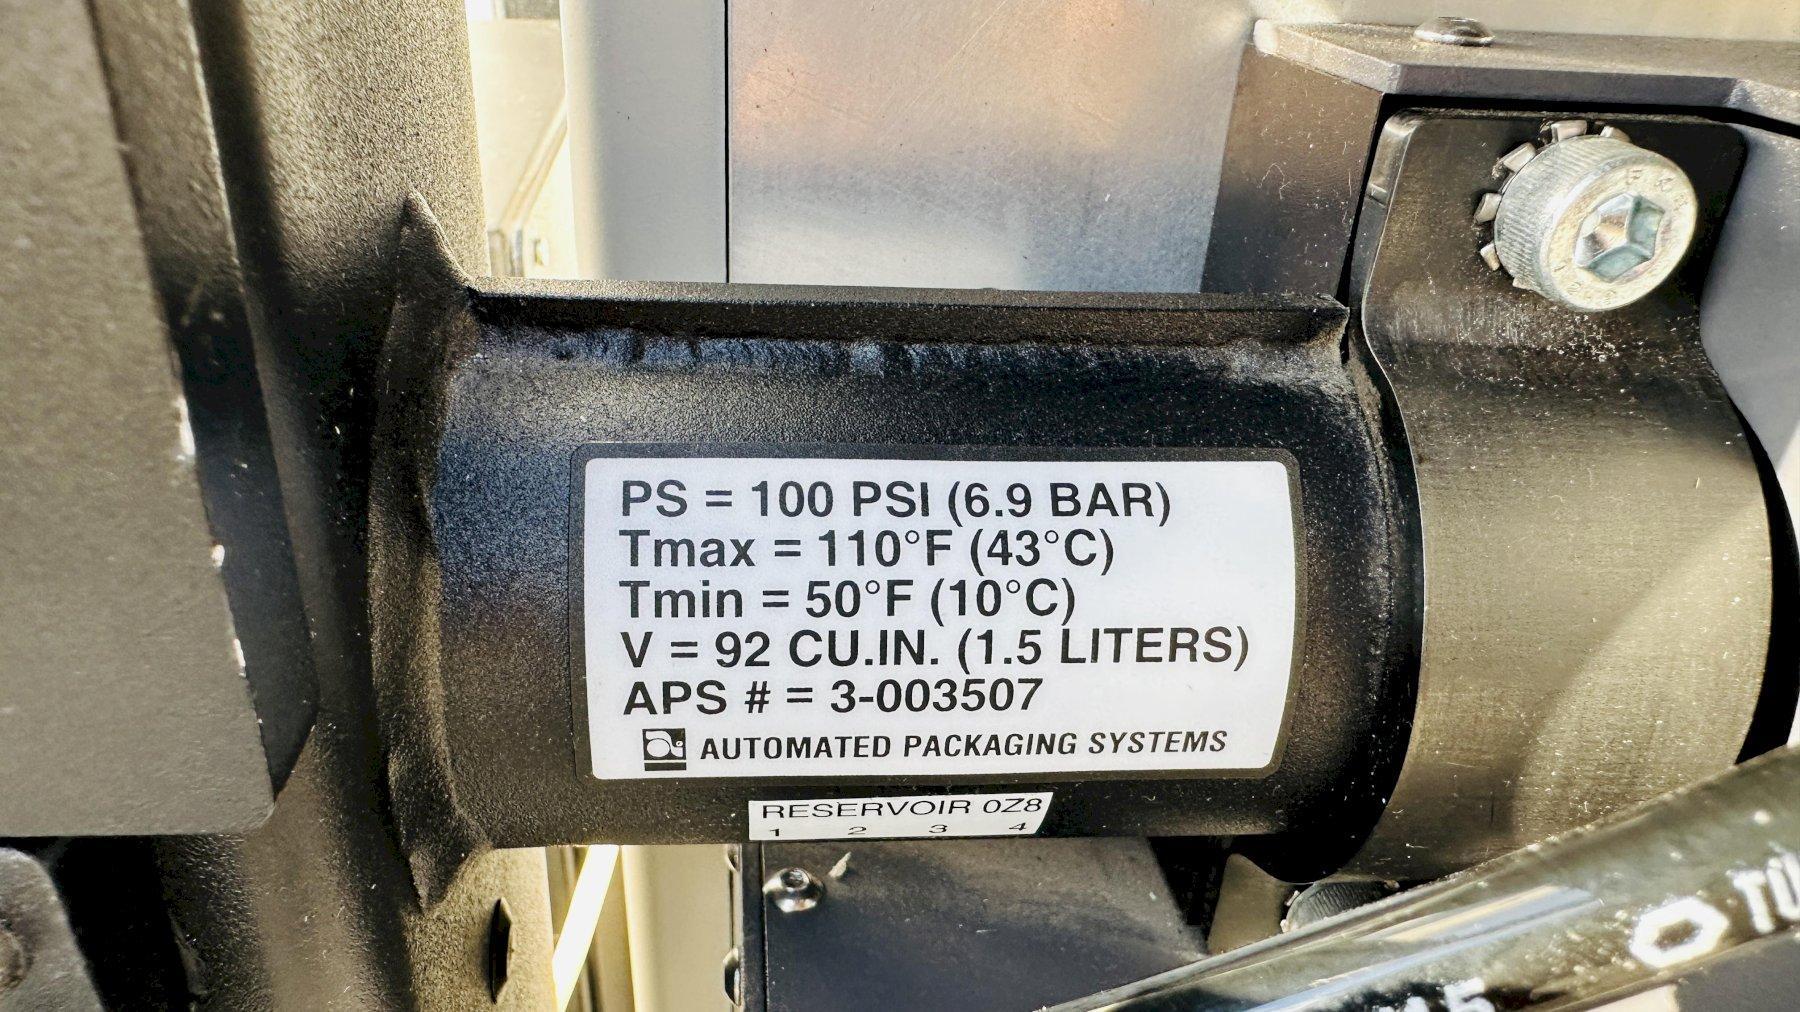 PS = 100 PSI (6.9 BAR)
Tmax = 110°F (43°C)
Tmin = 50°F (10°C)
V = 92 CU.IN. (1.5 LITERS)
APS # = 3-003507
AUTOMATED PACKAGING SYSTEMS
RESERVOIR 0Z8
1 2 3 4